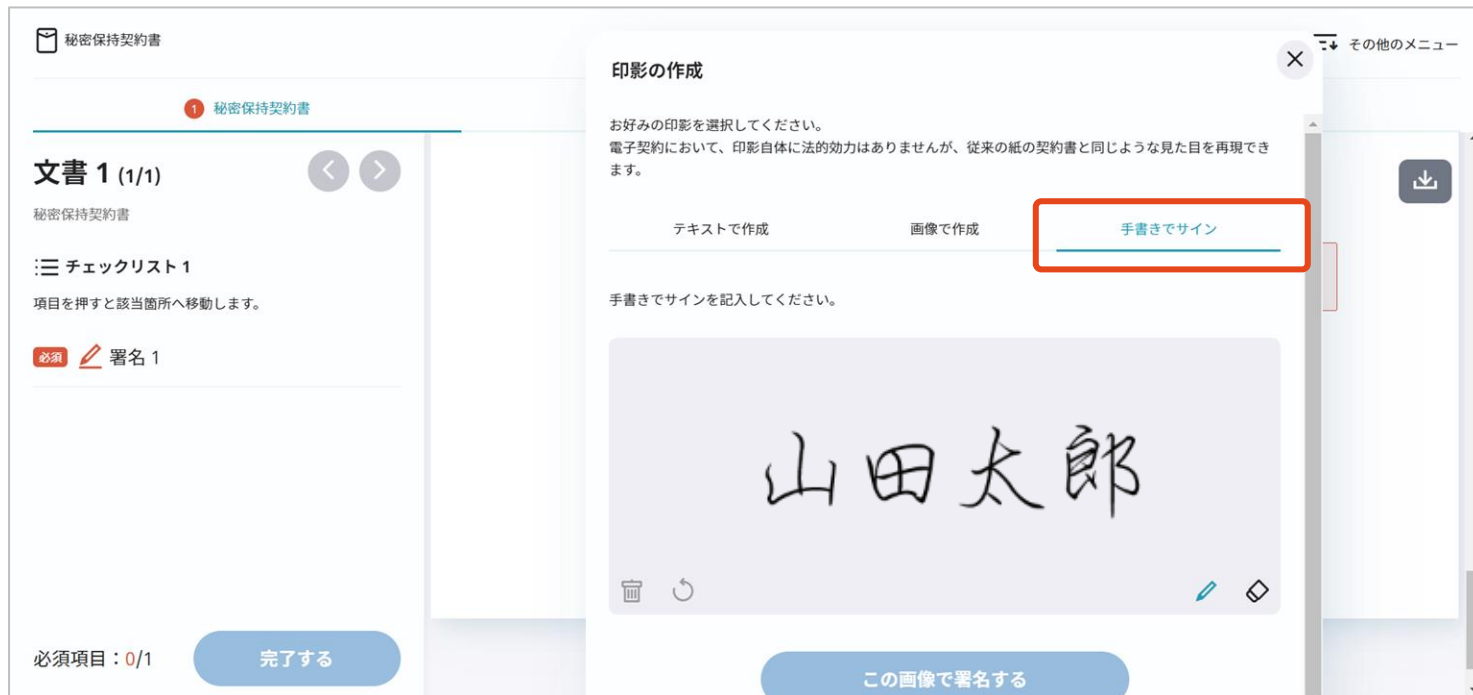 秘密保持契約書
その他のメニュー
1 秘密保持契約書
文書 1 (1/1)
秘密保持契約書
チェックリスト 1
項目を押すと該当箇所へ移動します。
必須 署名 1
必須項目：0/1
完了する
印影の作成
お好みの印影を選択してください。
電子契約において、印影自体に法的効力はありませんが、従来の紙の契約書と同じような見た目を再現でき
ます。
テキストで作成 画像で作成 手書きでサイン
手書きでサインを記入してください。
山田太郎
この画像で署名する